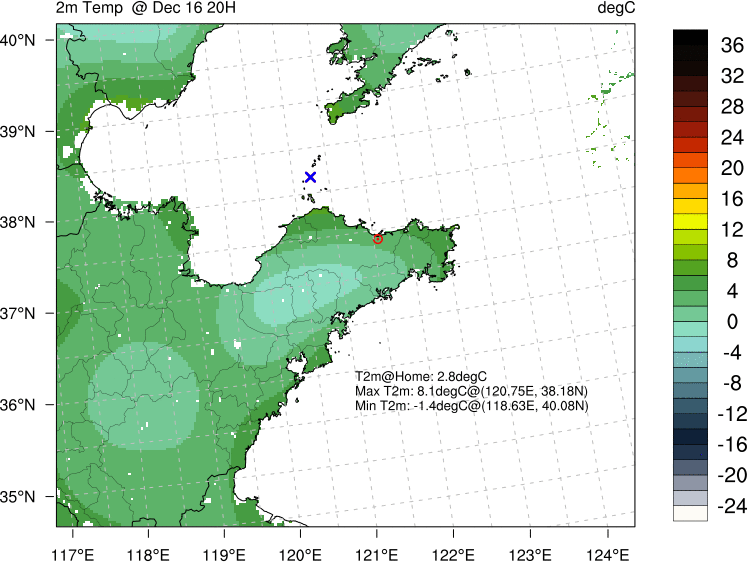 2m Temp @ Dec 16 20H
degC
40°N
39°N
38°N
37°N
36°N
35°N
T2m@Home: 2.8degC
Max T2m: 8.1degC@(120.75E, 38.18N)
Min T2m: -1.4degC@(118.63E, 40.08N)
117°E
118°E
119°E
120°E
121°E
122°E
123°E
124°E
36
32
28
24
20
16
12
8
4
0
-4
-8
-12
-16
-20
-24